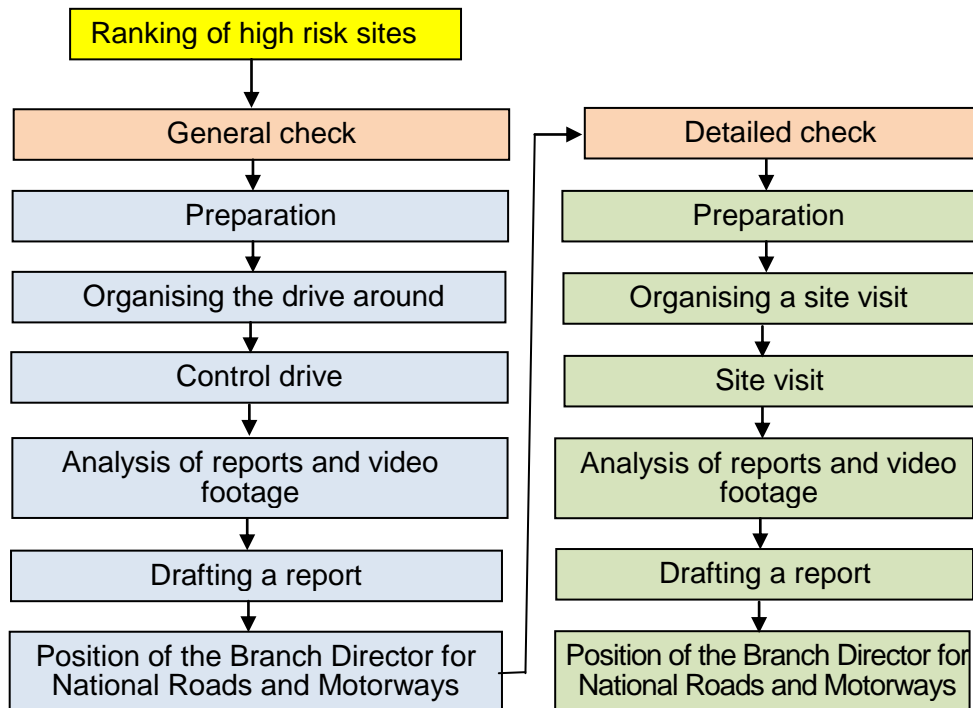 Ranking of high risk sites
General check
Preparation
Organising the drive around
Control drive
Analysis of reports and video
footage
Drafting a report
Position of the Branch Director for
National Roads and Motorways
Detailed check
Preparation
Organising a site visit
Site visit
Analysis of reports and video
footage
Drafting a report
Position of the Branch Director for
National Roads and Motorways